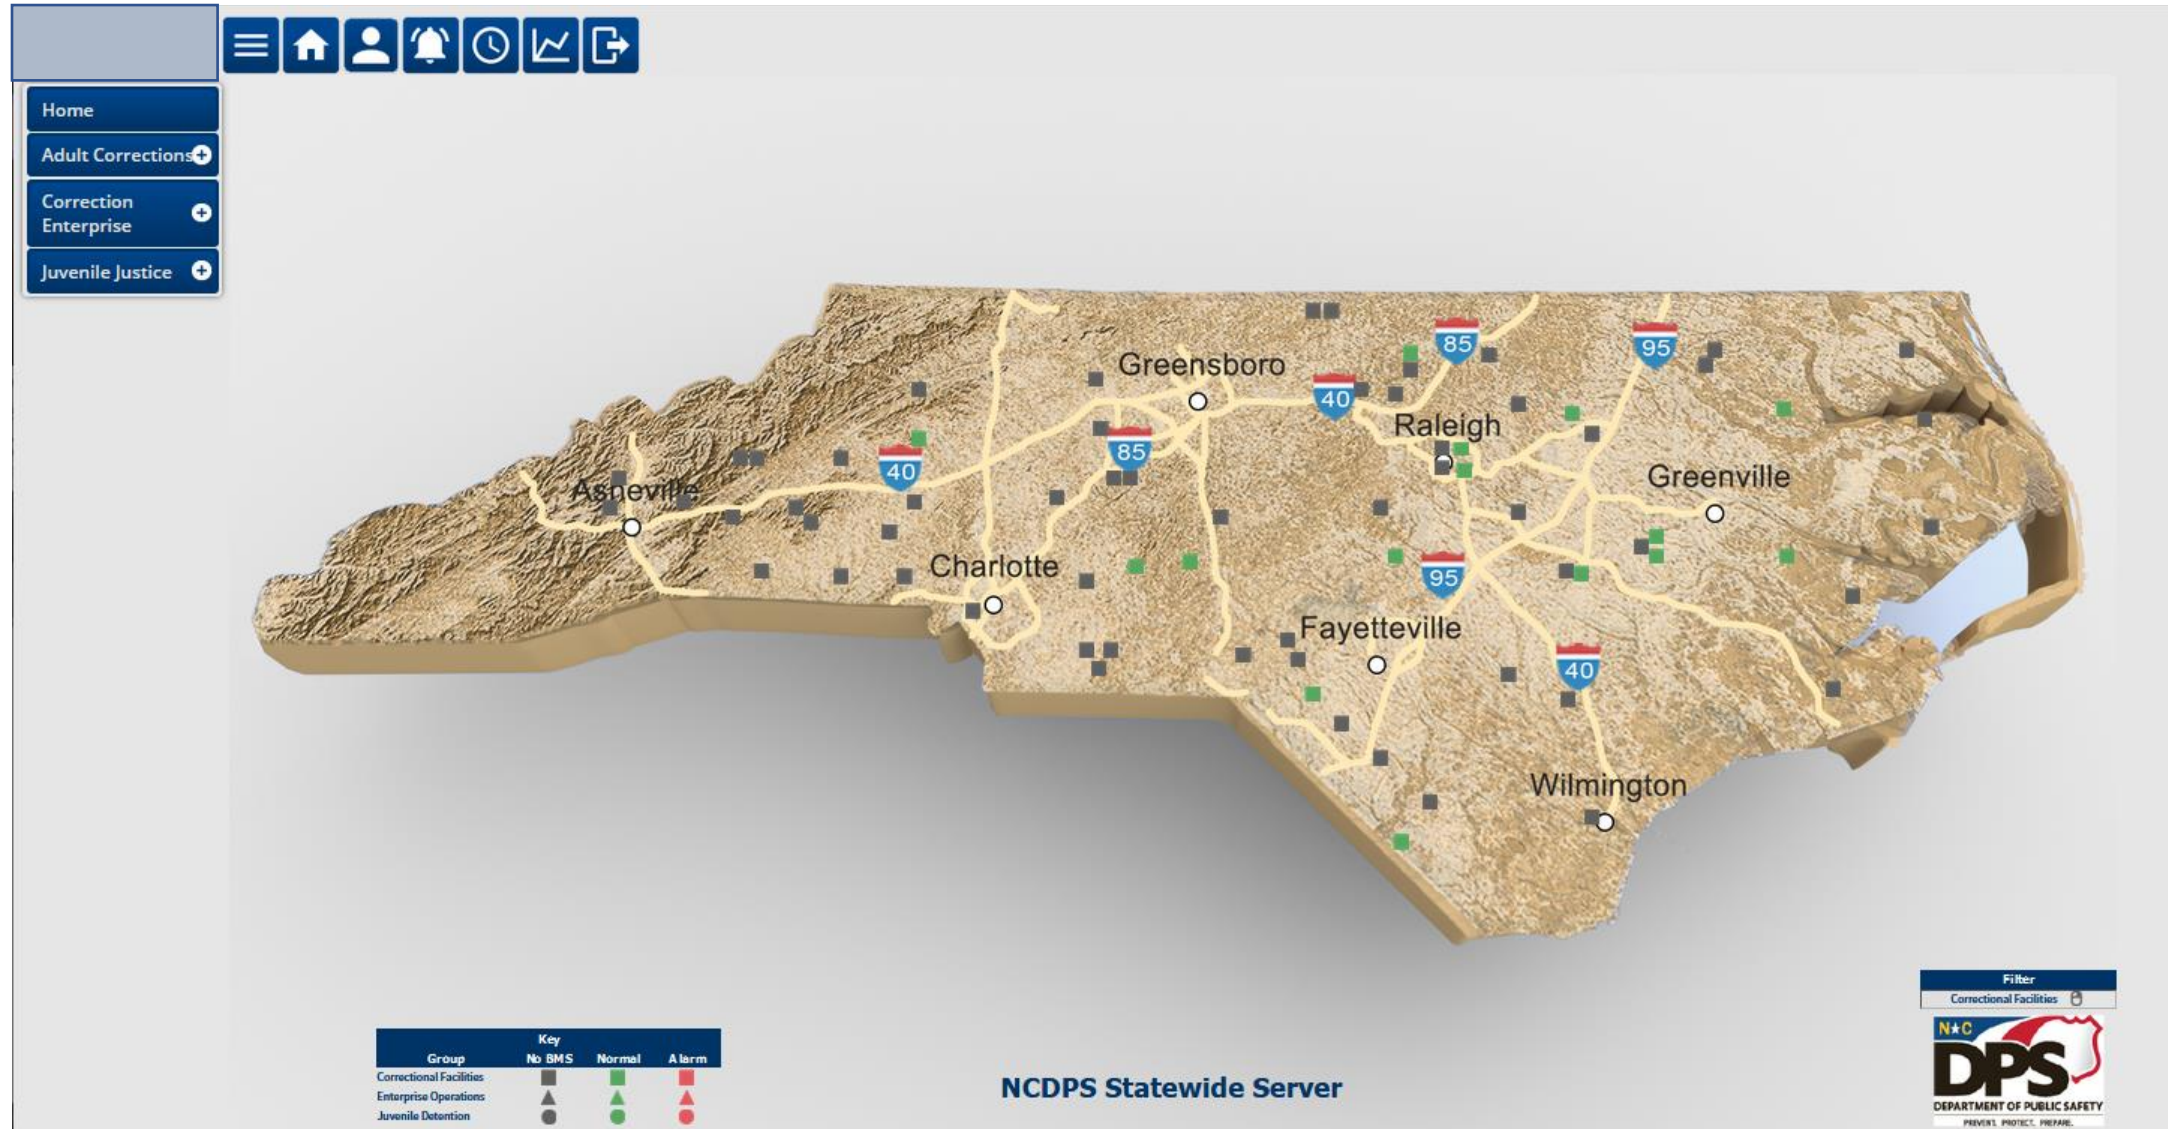 Home
Adult Corrections
Correction
Enterprise
Juvenile Justice
85
95
Greensboro
40
Raleigh
85
40
Greenville
Asheville
Charlotte
95
Fayetteville
40
Wilmington
Filter
Correctional Facilities
N★C
DPS
DEPARTMENT OF PUBLIC SAFETY
PREVENT. PROTECT. PREPARE.
Key
Group No BMS Normal Alarm
Correctional Facilities
Enterprise Operations
Juvenile Detention
NCDPS Statewide Server